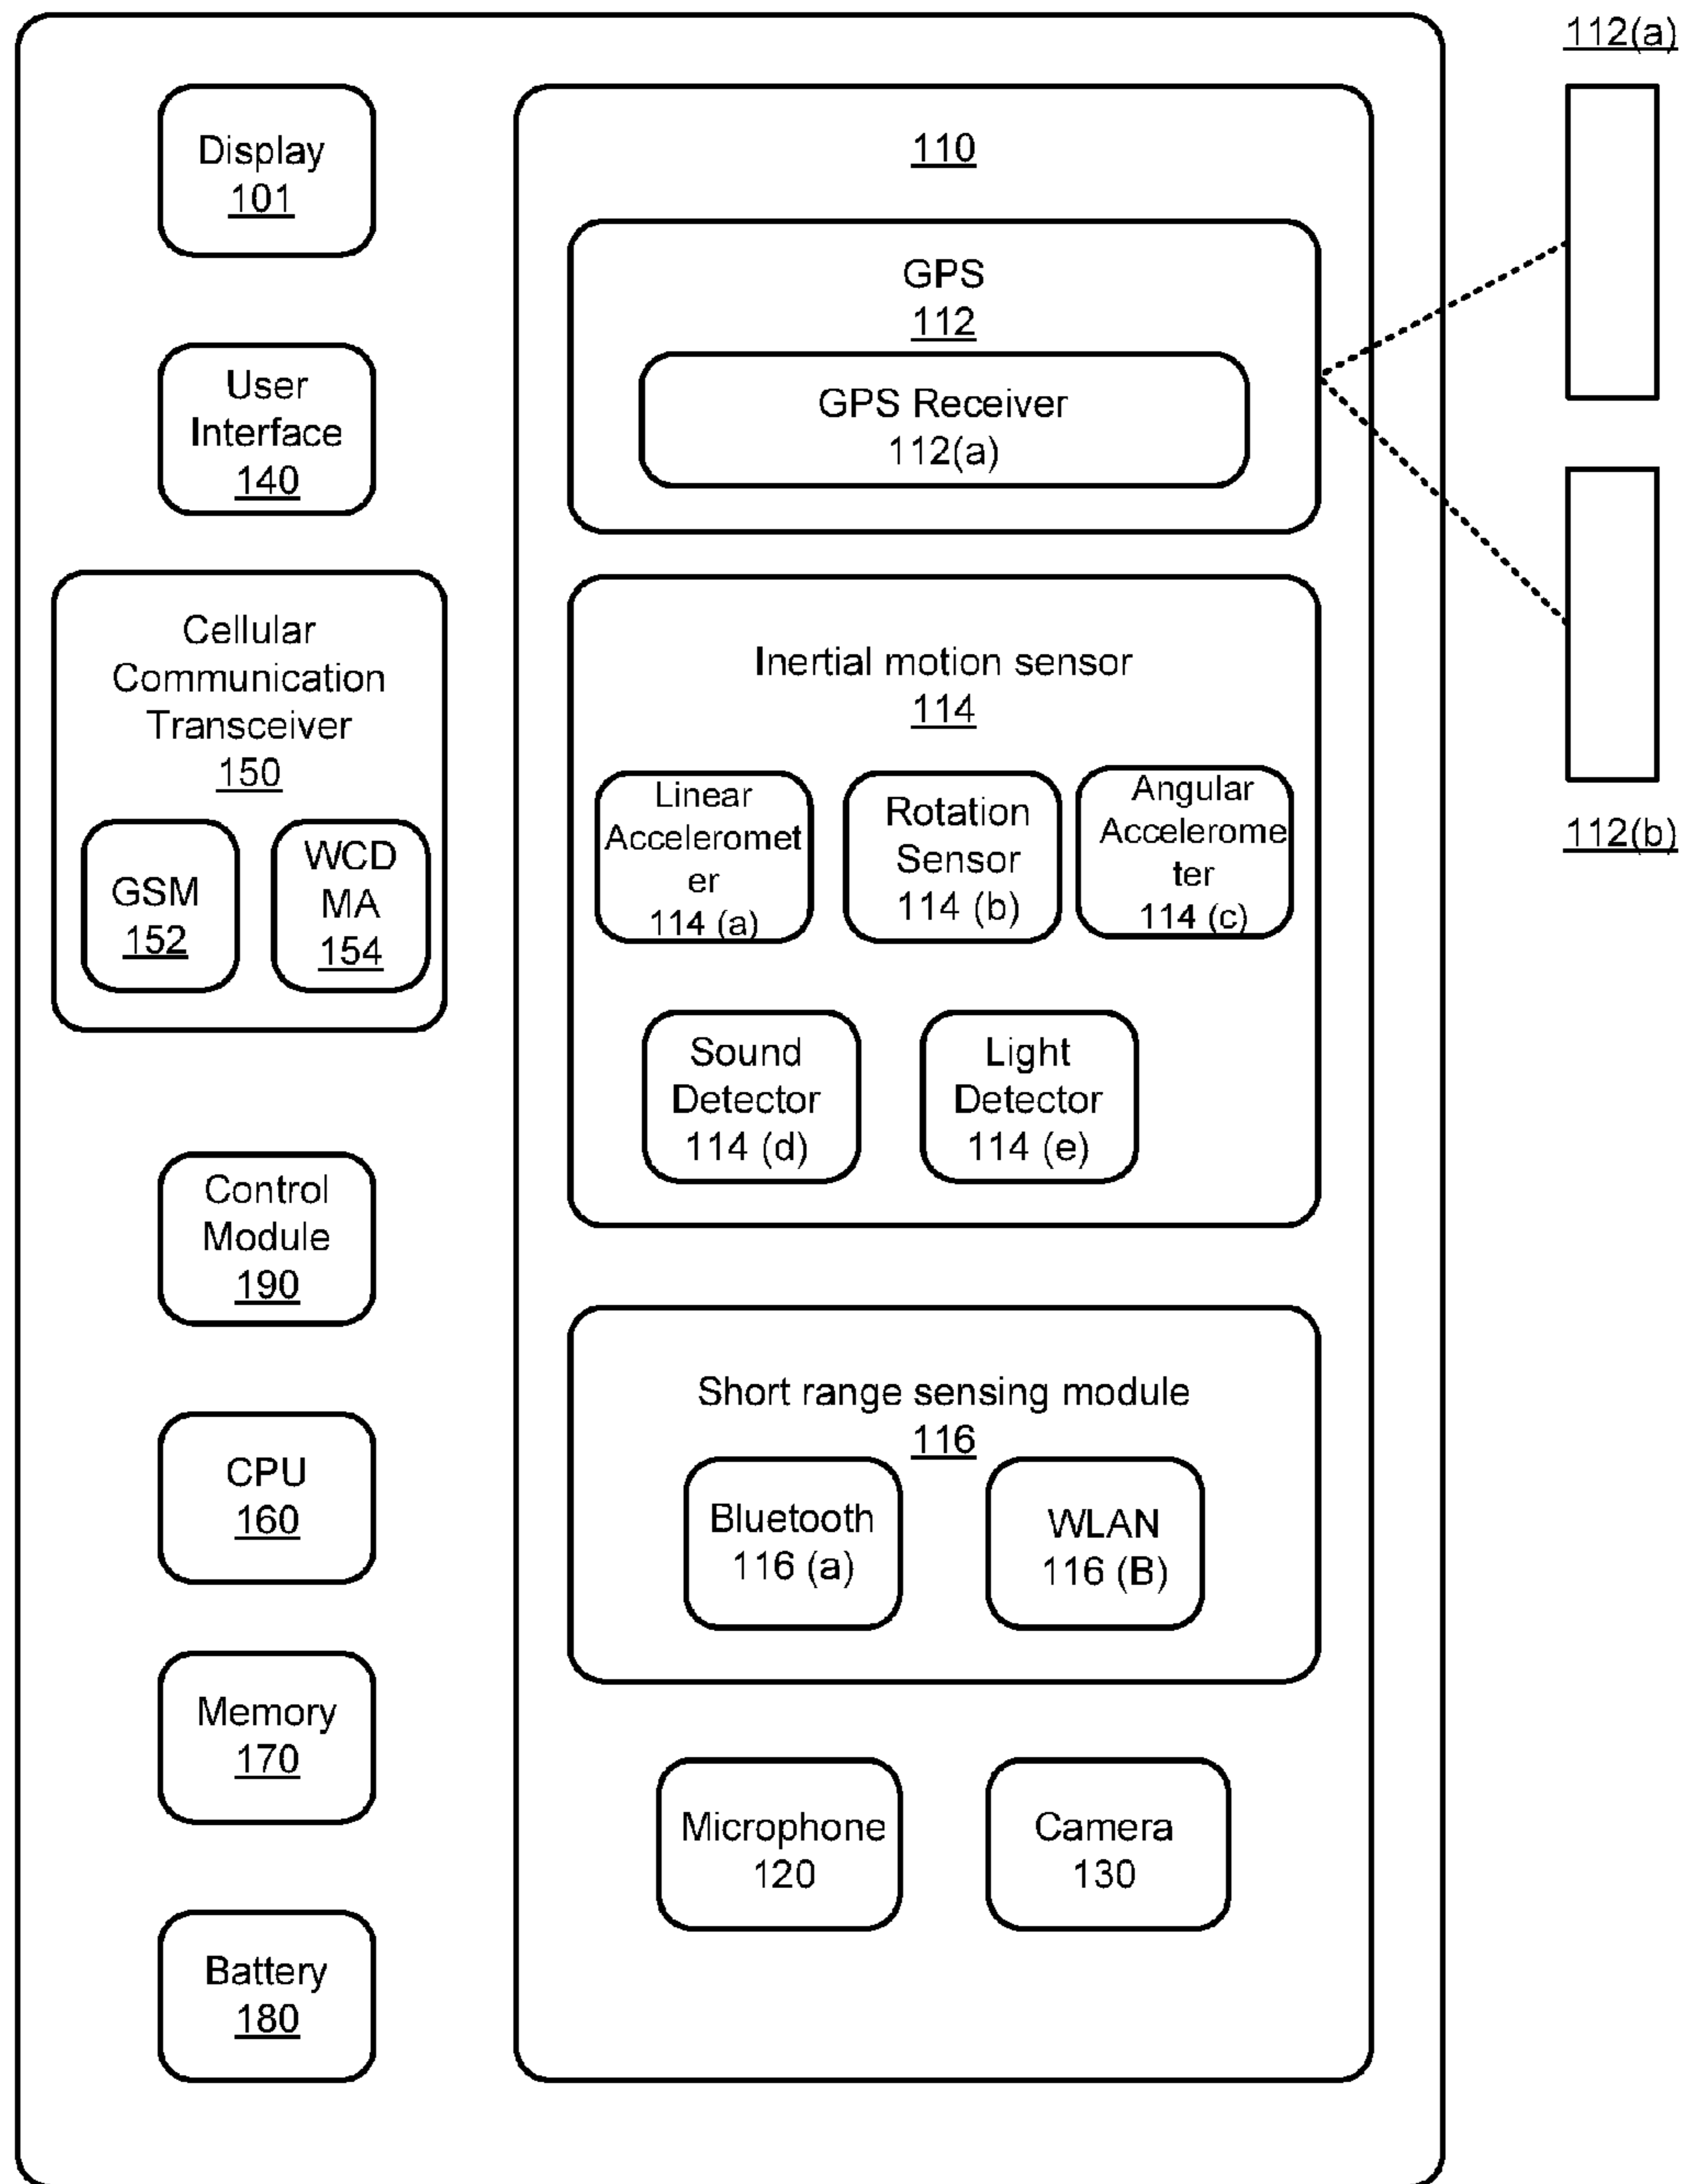 Display
101
User
Interface
140
Cellular
Communication
Transceiver
150
GSM
152
WCD
MA
154
Control
Module
190
CPU
160
Memory
170
Battery
180
110
GPS
112
GPS Receiver
112(a)
Inertial motion sensor
114
Linear
Acceleromet
er
114 (a)
Rotation
Sensor
114 (b)
Angular
Accelerome
ter
114 (c)
Sound
Detector
114 (d)
Light
Detector
114 (e)
Short range sensing module
116
Bluetooth
116 (a)
WLAN
116 (B)
Microphone
120
Camera
130
112(a)
112(b)